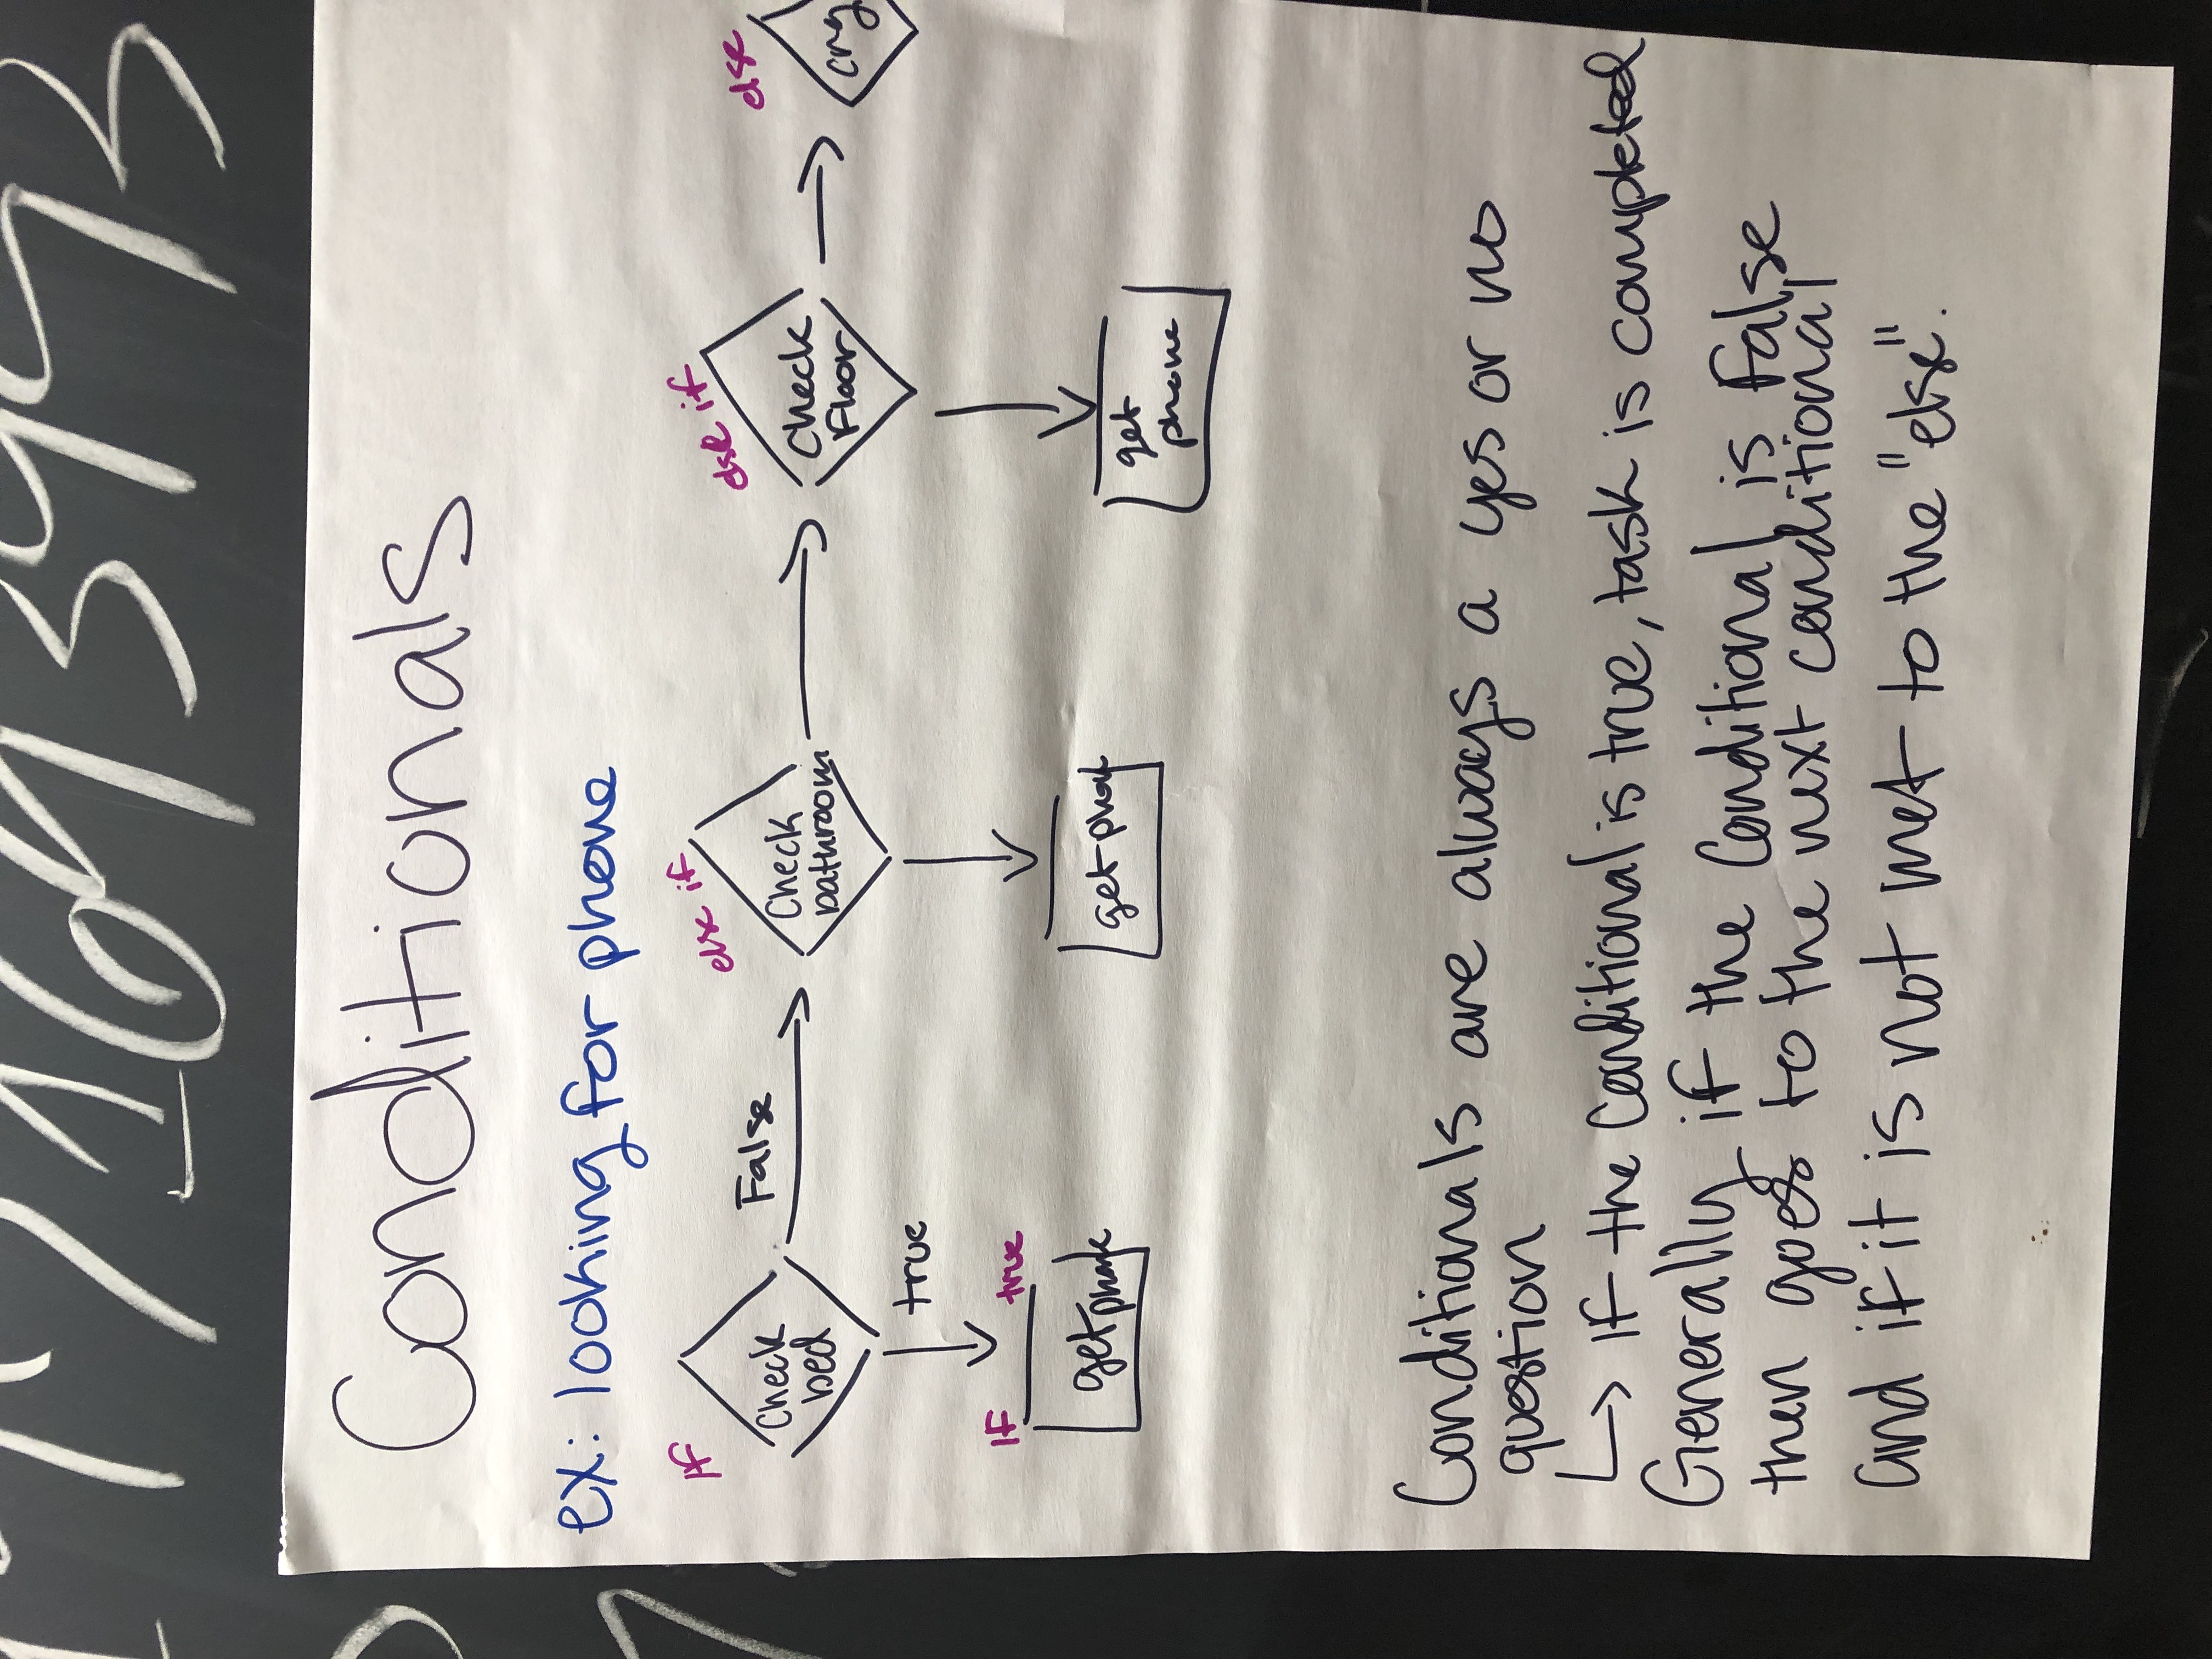 Conditionals
ex: looking for phone
If
else if
else if
else
Check
bed
False
Check
bathroom
Check
Floor
true
If true
get phone
get phone
get
phone
Conditionals are always a yes or no
question
If the Conditional is true, task is completed
Generally if the Conditional is False
then goes to the next conditional
and if it is not met to the "else".